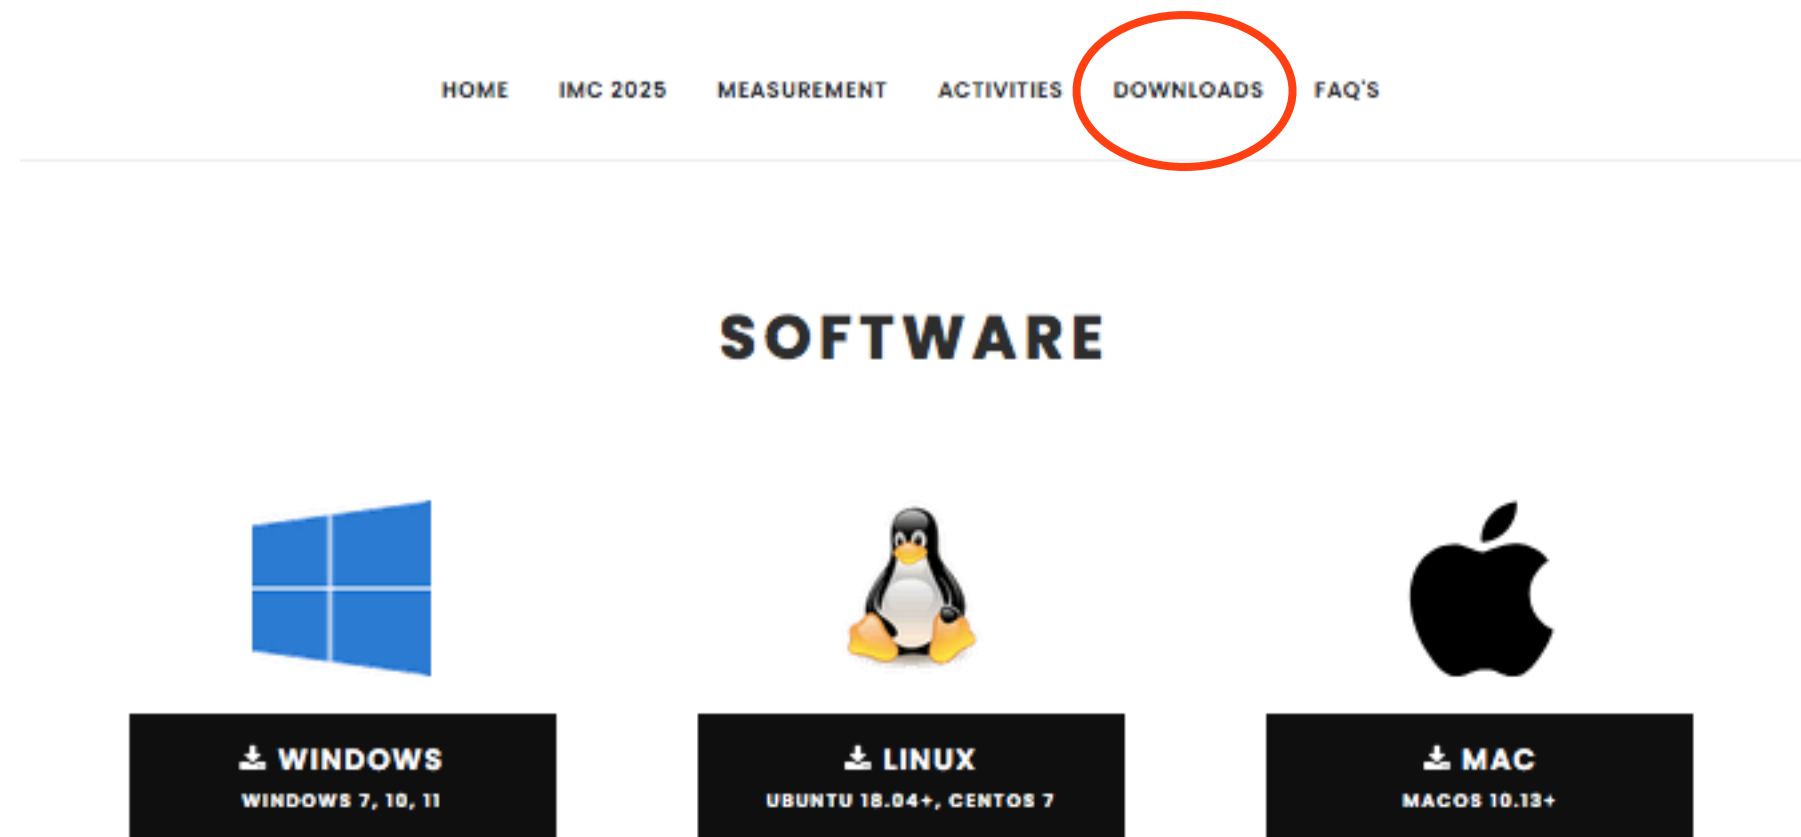 HOME IMC 2025 MEASUREMENT ACTIVITIES DOWNLOADS FAQ'S
SOFTWARE
WINDOWS
WINDOWS 7, 10, 11
LINUX
UBUNTU 18.04+, CENTOS 7
MAC
MACOS 10.13+